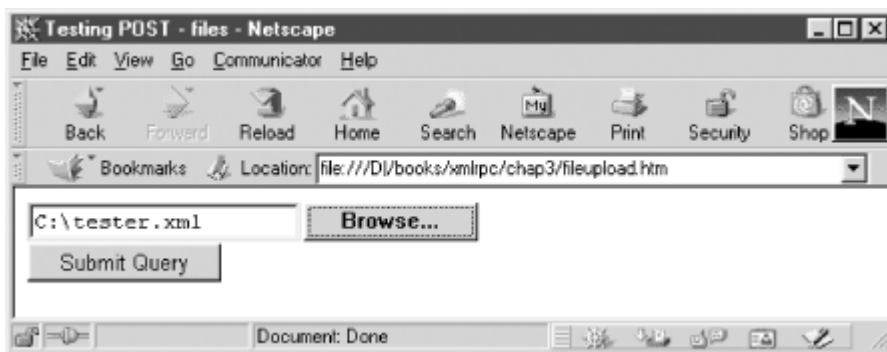 Testing POST - files - Netscape
File Edit View Go Communicator Help
Back Forward Reload Home Search Netscape Print Security Shop
My
N
Bookmarks Location: file:///D|/books/xmlrpc/chap3/fileupload.htm
C:\tester.xml Browse...
Submit Query
Document: Done